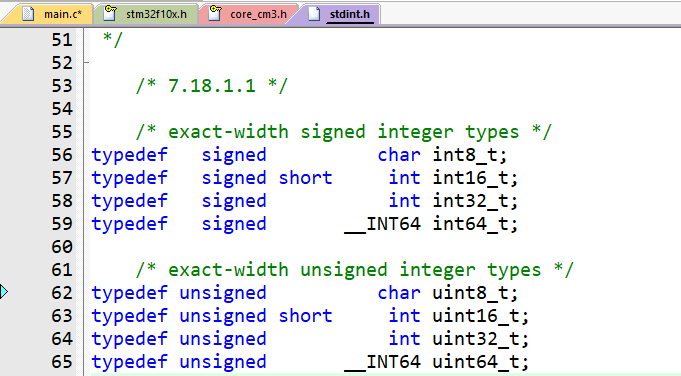 main.c* stm32f10x.h core_cm3.h stdint.h
51 */
52
53 /* 7.18.1.1 */
54
55 /* exact-width signed integer types */
56 typedef   signed          char int8_t;
57 typedef   signed short     int int16_t;
58 typedef   signed           int int32_t;
59 typedef   signed       __INT64 int64_t;
60
61 /* exact-width unsigned integer types */
62 typedef unsigned          char uint8_t;
63 typedef unsigned short     int uint16_t;
64 typedef unsigned           int uint32_t;
65 typedef unsigned       __INT64 uint64_t;